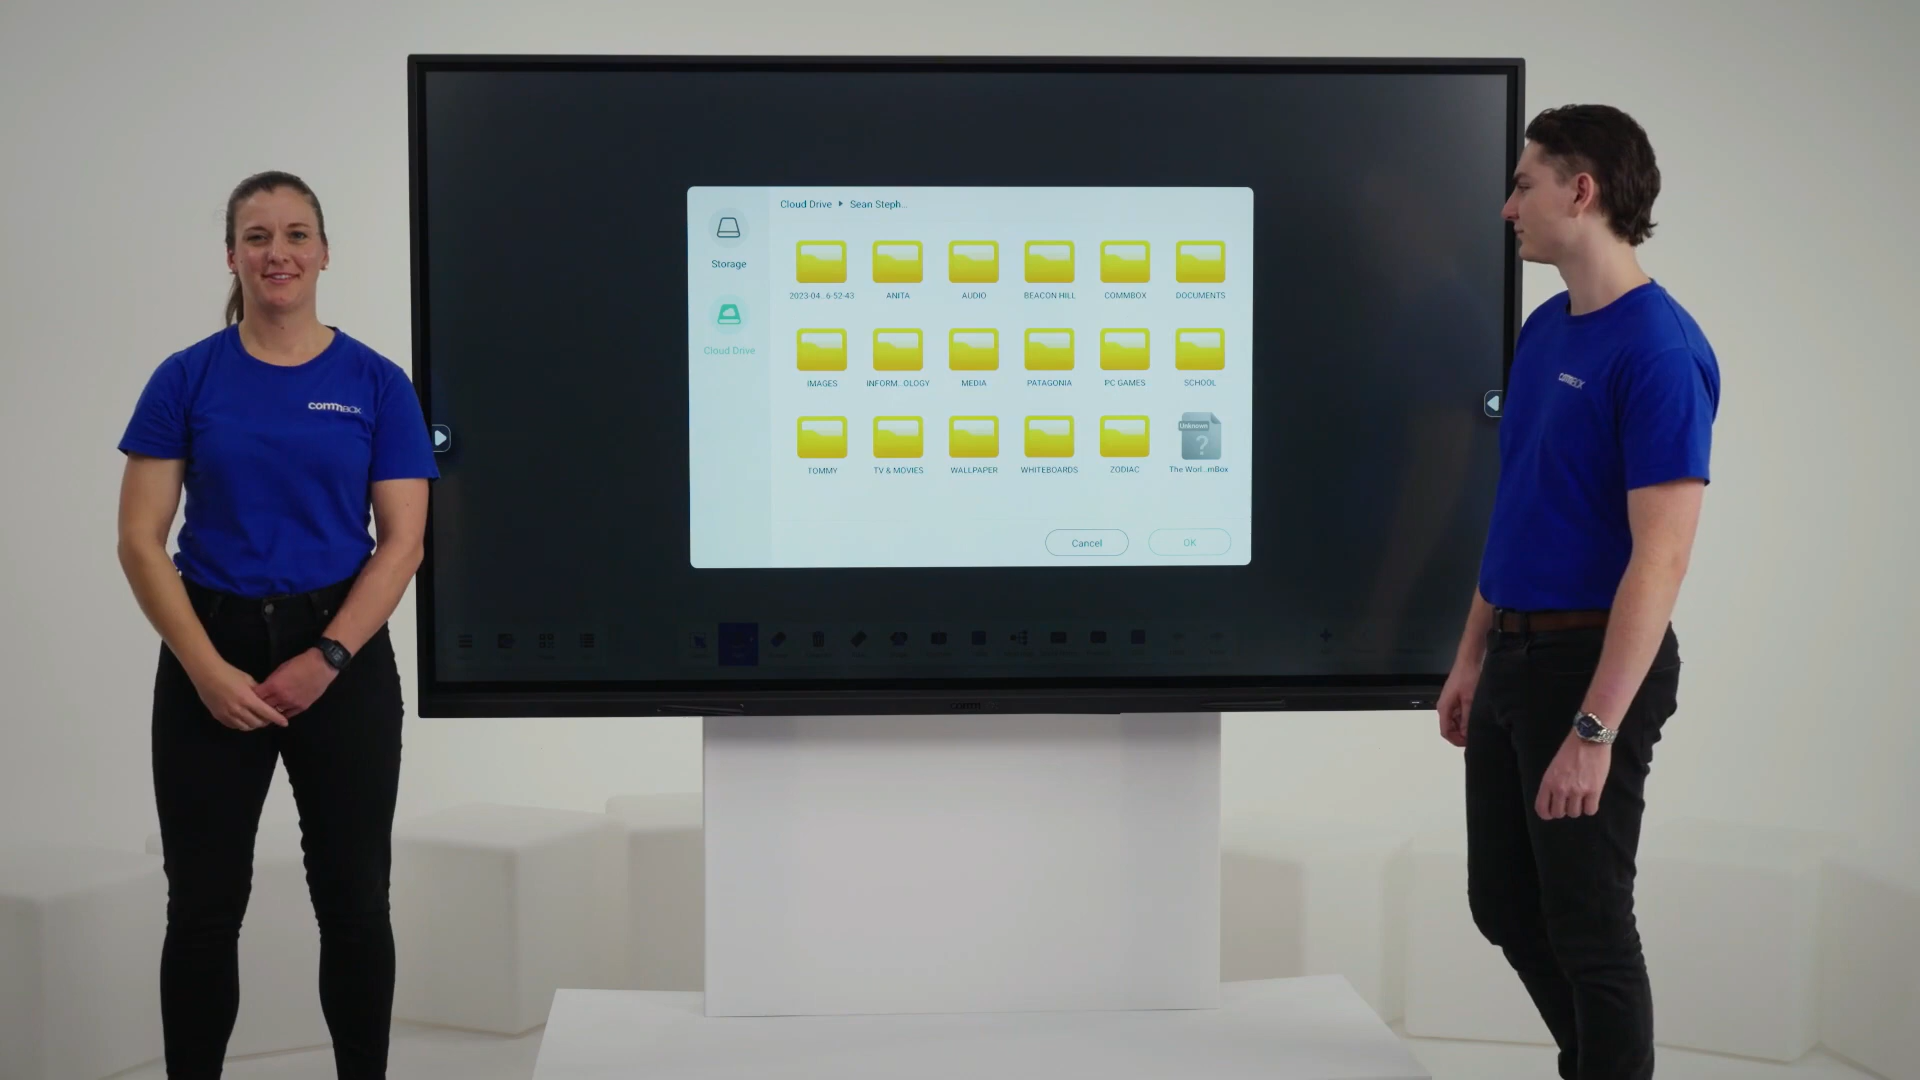 Cloud Drive ▸ Sean Steph...
Storage
Cloud Drive
2023-04...6-52-43
ANITA
AUDIO
BEACON HILL
COMMBOX
DOCUMENTS
IMAGES
INFORM...OLOGY
MEDIA
PATAGONIA
PC GAMES
SCHOOL
TOMMY
TV & MOVIES
WALLPAPER
WHITEBOARDS
ZODIAC
Unknown
?
The Worl...mBox
Cancel
OK
commBOX
commBOX